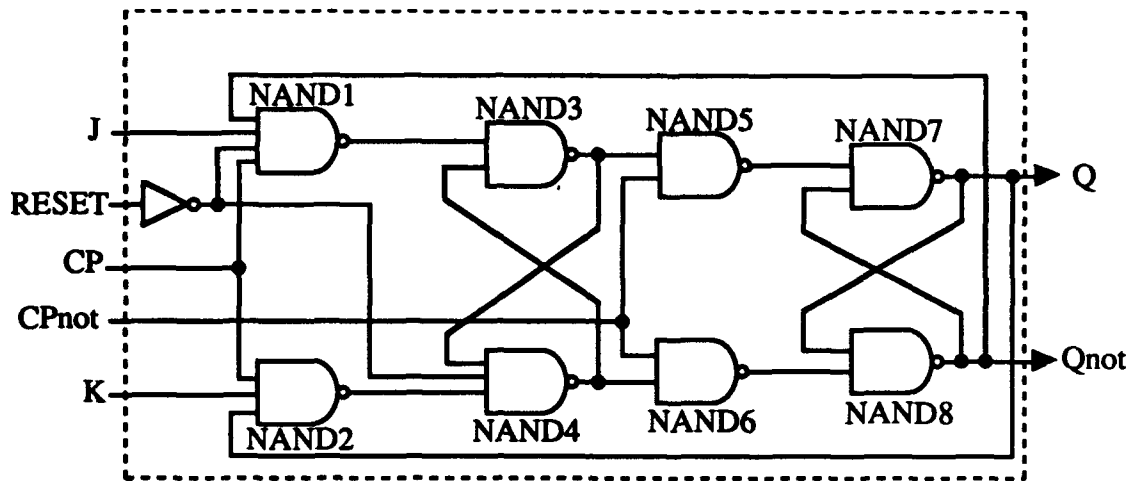 NAND1
NAND3
NAND5
NAND7
J
Q
RESET
CP
CPnot
K
Qnot
NAND2
NAND4
NAND6
NAND8